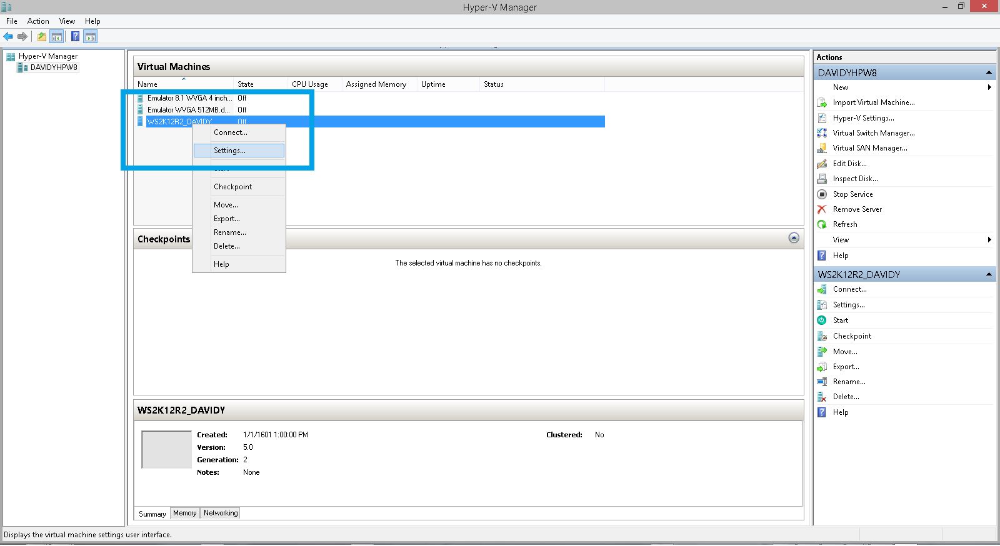 Hyper-V Manager
File Action View Help
Hyper-V Manager
DAVIDYHPW8
Virtual Machines
Name State CPU Usage Assigned Memory Uptime Status
Emulator 8.1 WVGA 4 inch... Off
Emulator WVGA 512MB.d... Off
WS2K12R2_DAVIDY Off
Connect...
Settings...
Start
Checkpoint
Move...
Export...
Rename...
Delete...
Help
Checkpoints
The selected virtual machine has no checkpoints.
WS2K12R2_DAVIDY
Created: 1/1/1601 1:00:00 PM
Clustered: No
Version: 5.0
Generation: 2
Notes: None
Summary Memory Networking
Actions
DAVIDYHPW8
New
Import Virtual Machine...
Hyper-V Settings...
Virtual Switch Manager...
Virtual SAN Manager...
Edit Disk...
Inspect Disk...
Stop Service
Remove Server
Refresh
View
Help
WS2K12R2_DAVIDY
Connect...
Settings...
Start
Checkpoint
Move...
Export...
Rename...
Delete...
Help
Displays the virtual machine settings user interface.